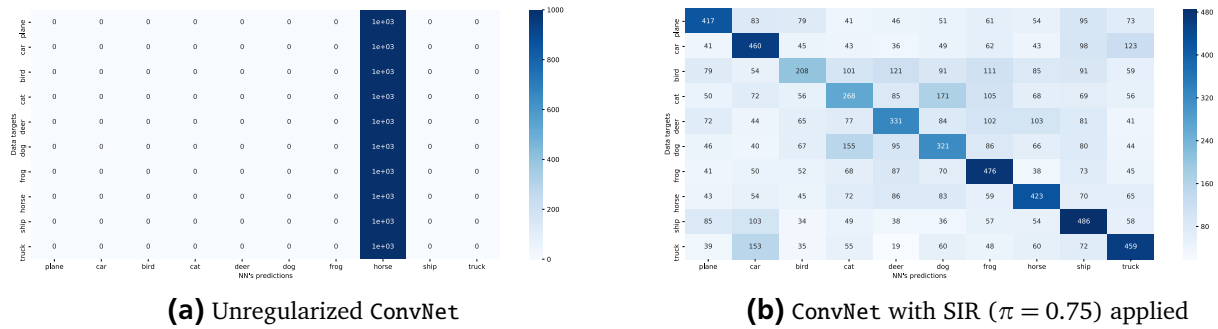 Data targets
plane 0 0 0 0 0 0 0 1e+03 0 0
car 0 0 0 0 0 0 0 1e+03 0 0
bird 0 0 0 0 0 0 0 1e+03 0 0
cat 0 0 0 0 0 0 0 1e+03 0 0
deer 0 0 0 0 0 0 0 1e+03 0 0
dog 0 0 0 0 0 0 0 1e+03 0 0
frog 0 0 0 0 0 0 0 1e+03 0 0
horse 0 0 0 0 0 0 0 1e+03 0 0
ship 0 0 0 0 0 0 0 1e+03 0 0
truck 0 0 0 0 0 0 0 1e+03 0 0
plane car bird cat deer dog frog horse ship truck
NN's predictions
1000
800
600
400
200
0
(a) Unregularized ConvNet
Data targets
plane 417 83 79 41 46 51 61 54 95 73
car 41 460 45 43 36 49 62 43 98 123
bird 79 54 208 101 121 91 111 85 91 59
cat 50 72 56 268 85 171 105 68 69 56
deer 72 44 65 77 331 84 102 103 81 41
dog 46 40 67 155 95 321 86 66 80 44
frog 41 50 52 68 87 70 476 38 73 45
horse 43 54 45 72 86 83 59 423 70 65
ship 85 103 34 49 38 36 57 54 486 58
truck 39 153 35 55 19 60 48 60 72 459
plane car bird cat deer dog frog horse ship truck
NN's predictions
480
400
320
240
160
80
(b) ConvNet with SIR (π = 0.75) applied